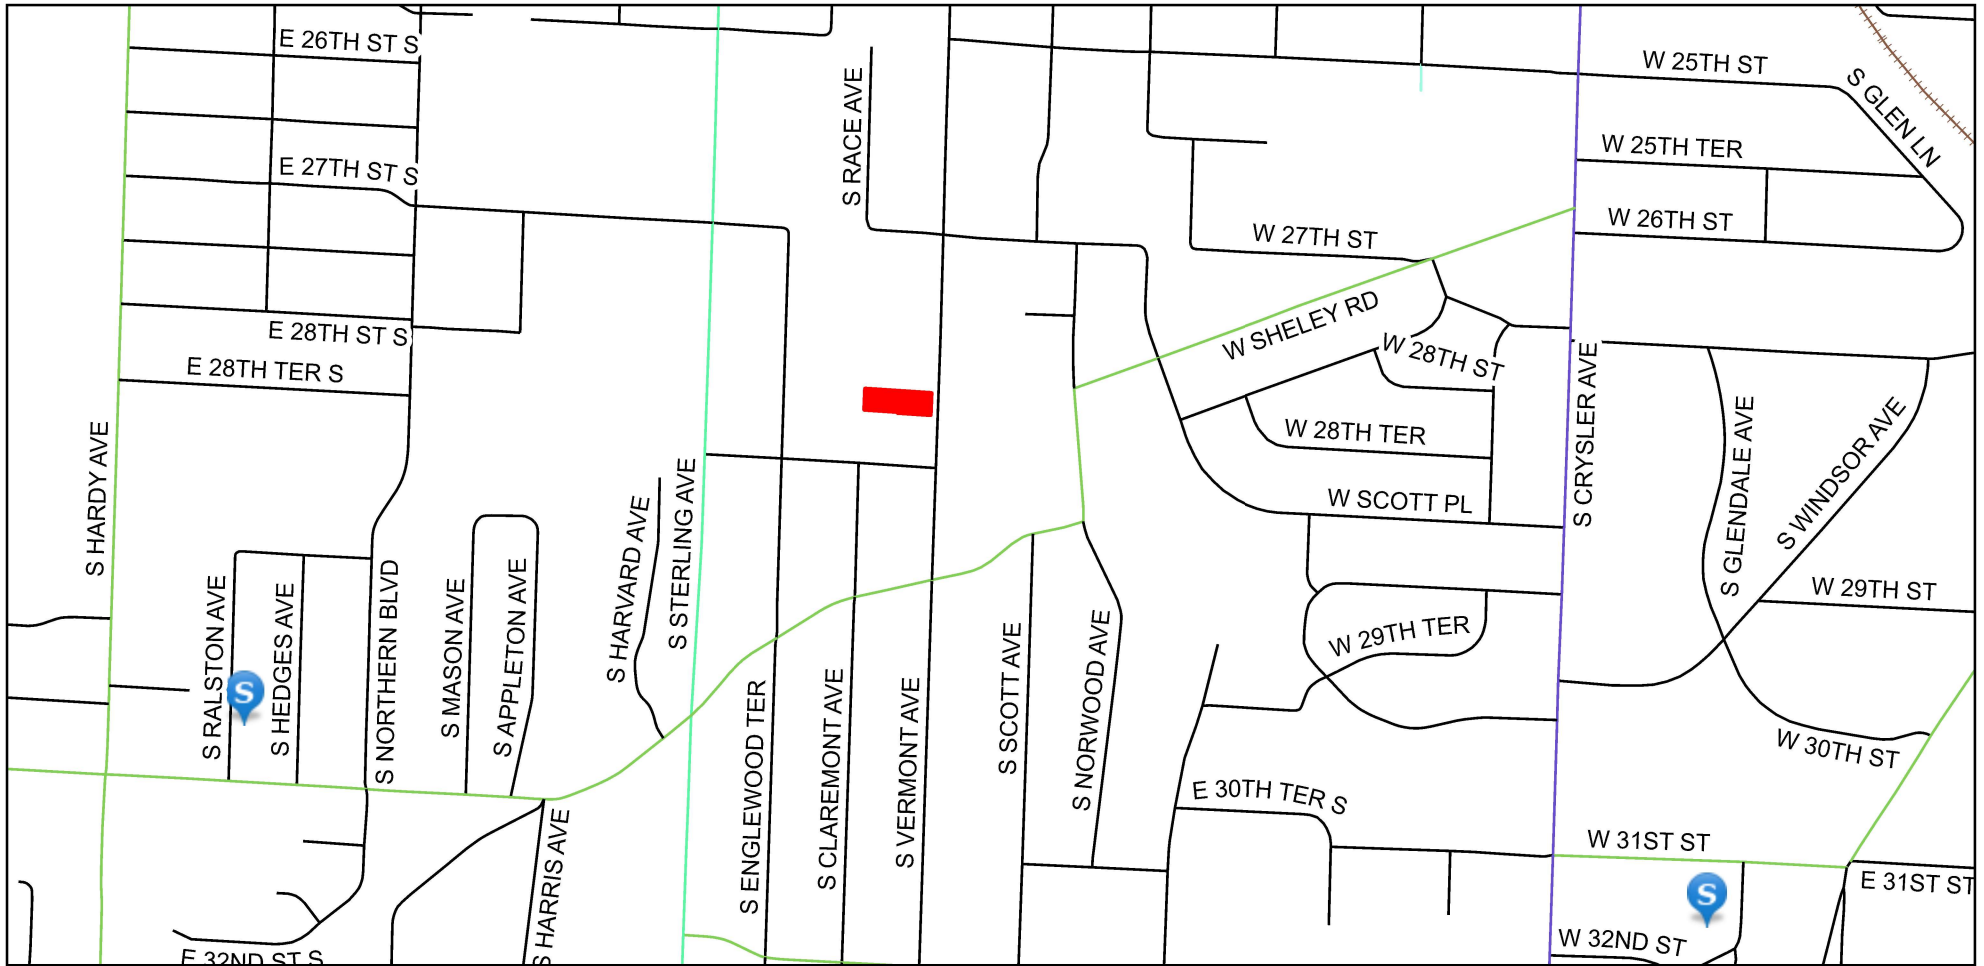 E 26TH ST S
W 25TH ST
S GLEN LN
S RACE AVE
W 25TH TER
E 27TH ST S
W 26TH ST
W 27TH ST
E 28TH ST S
W SHELEY RD
W 28TH ST
E 28TH TER S
S CRYSLER AVE
S GLENDALE AVE
S WINDSOR AVE
S HARDY AVE
W 28TH TER
S STERLING AVE
S HARVARD AVE
W SCOTT PL
S RALSTON AVE
S HEDGES AVE
S NORTHERN BLVD
S MASON AVE
S APPLETON AVE
W 29TH ST
W 29TH TER
S
S SCOTT AVE
S NORWOOD AVE
S ENGLEWOOD TER
S CLAREMONT AVE
S VERMONT AVE
W 30TH ST
E 30TH TER S
S HARRIS AVE
W 31ST ST
E 31ST ST
S
W 32ND ST
E 32ND ST S